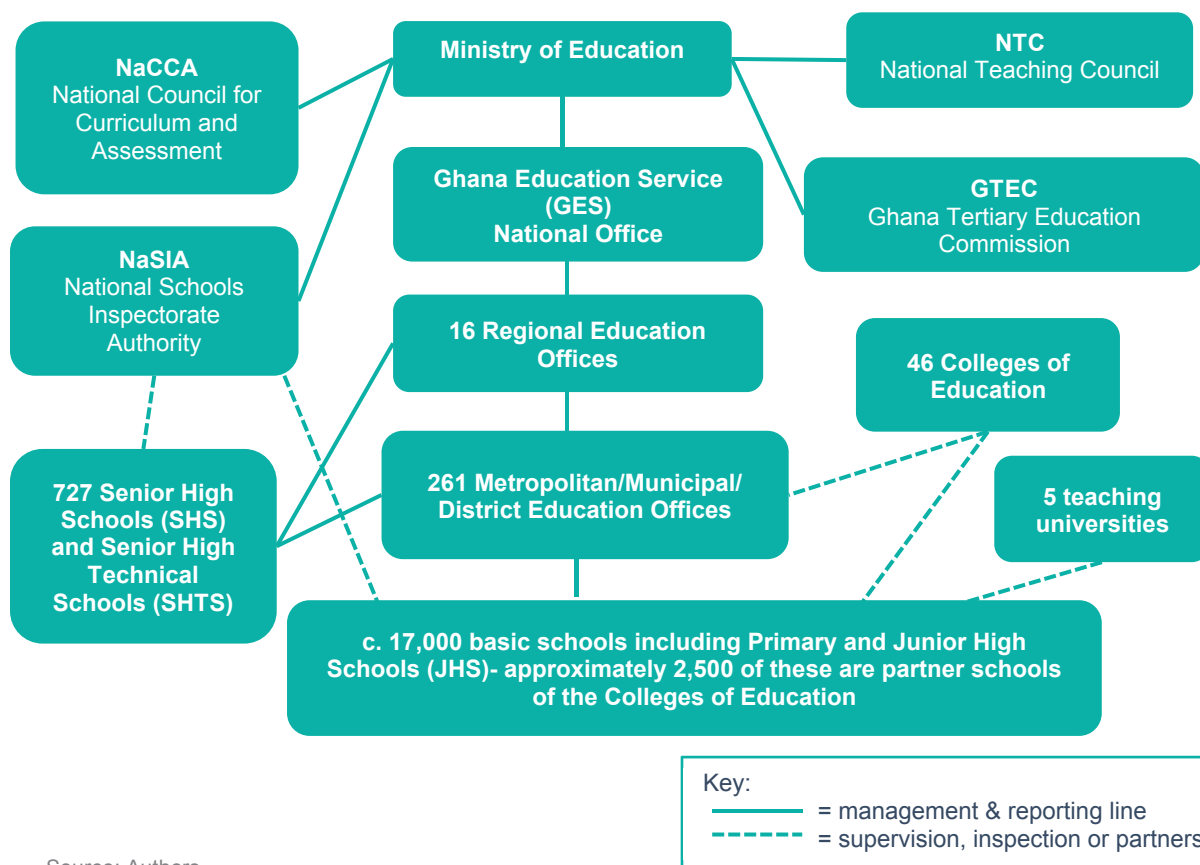 NaCCA
National Council for
Curriculum and
Assessment
Ministry of Education
NTC
National Teaching Council
Ghana Education Service
(GES)
National Office
GTEC
Ghana Tertiary Education
Commission
NaSIA
National Schools
Inspectorate
Authority
16 Regional Education
Offices
46 Colleges of
Education
727 Senior High
Schools (SHS)
and Senior High
Technical
Schools (SHTS)
261 Metropolitan/Municipal/
District Education Offices
5 teaching
universities
c. 17,000 basic schools including Primary and Junior High
Schools (JHS)- approximately 2,500 of these are partner schools
of the Colleges of Education
Key:
= management & reporting line
= supervision, inspection or partners
Source: Authors